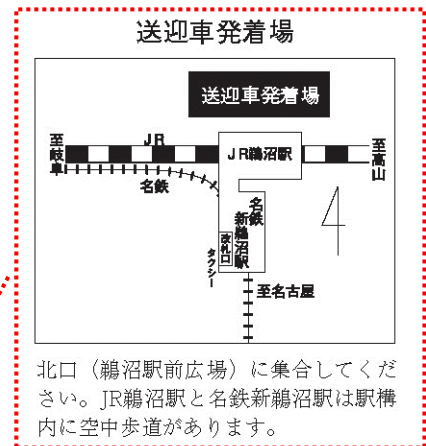 送迎車発着場
送迎車発着場
至岐阜
JR
JR鵜沼駅
至高山
名鉄
名鉄
新鵜沼駅
改札口
タクシー
至名古屋
北口（鵜沼駅前広場）に集合してくだ
さい。JR鵜沼駅と名鉄新鵜沼駅は駅構
内に空中歩道があります。